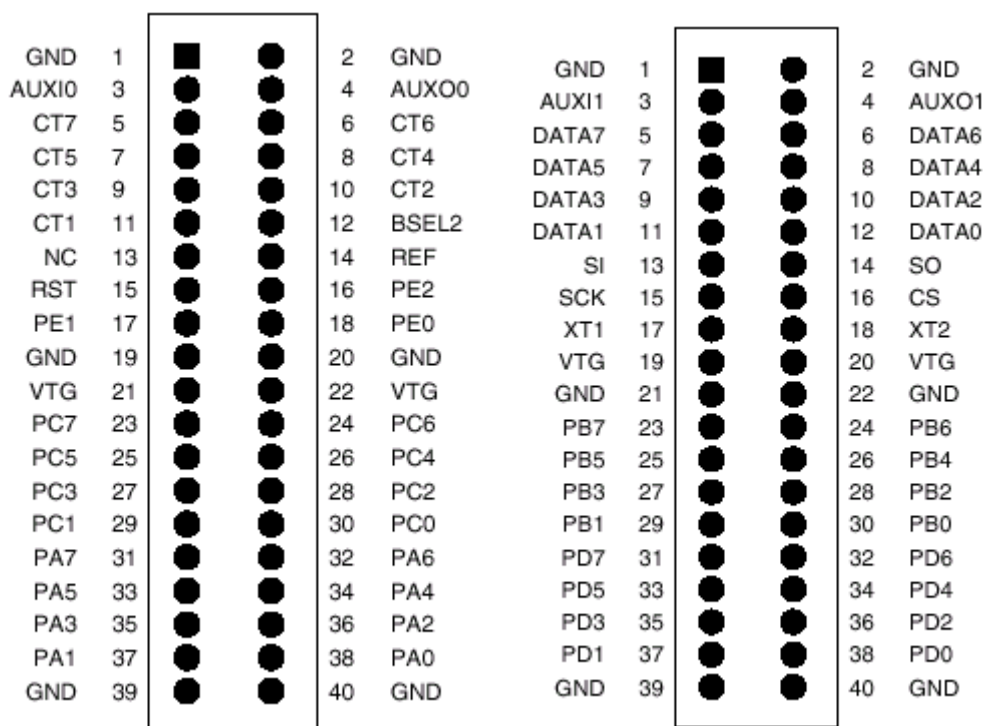 GND 1 2 GND
AUXI0 3 4 AUXO0
CT7 5 6 CT6
CT5 7 8 CT4
CT3 9 10 CT2
CT1 11 12 BSEL2
NC 13 14 REF
RST 15 16 PE2
PE1 17 18 PE0
GND 19 20 GND
VTG 21 22 VTG
PC7 23 24 PC6
PC5 25 26 PC4
PC3 27 28 PC2
PC1 29 30 PC0
PA7 31 32 PA6
PA5 33 34 PA4
PA3 35 36 PA2
PA1 37 38 PA0
GND 39 40 GND
GND 1 2 GND
AUXI1 3 4 AUXO1
DATA7 5 6 DATA6
DATA5 7 8 DATA4
DATA3 9 10 DATA2
DATA1 11 12 DATA0
SI 13 14 SO
SCK 15 16 CS
XT1 17 18 XT2
VTG 19 20 VTG
GND 21 22 GND
PB7 23 24 PB6
PB5 25 26 PB4
PB3 27 28 PB2
PB1 29 30 PB0
PD7 31 32 PD6
PD5 33 34 PD4
PD3 35 36 PD2
PD1 37 38 PD0
GND 39 40 GND